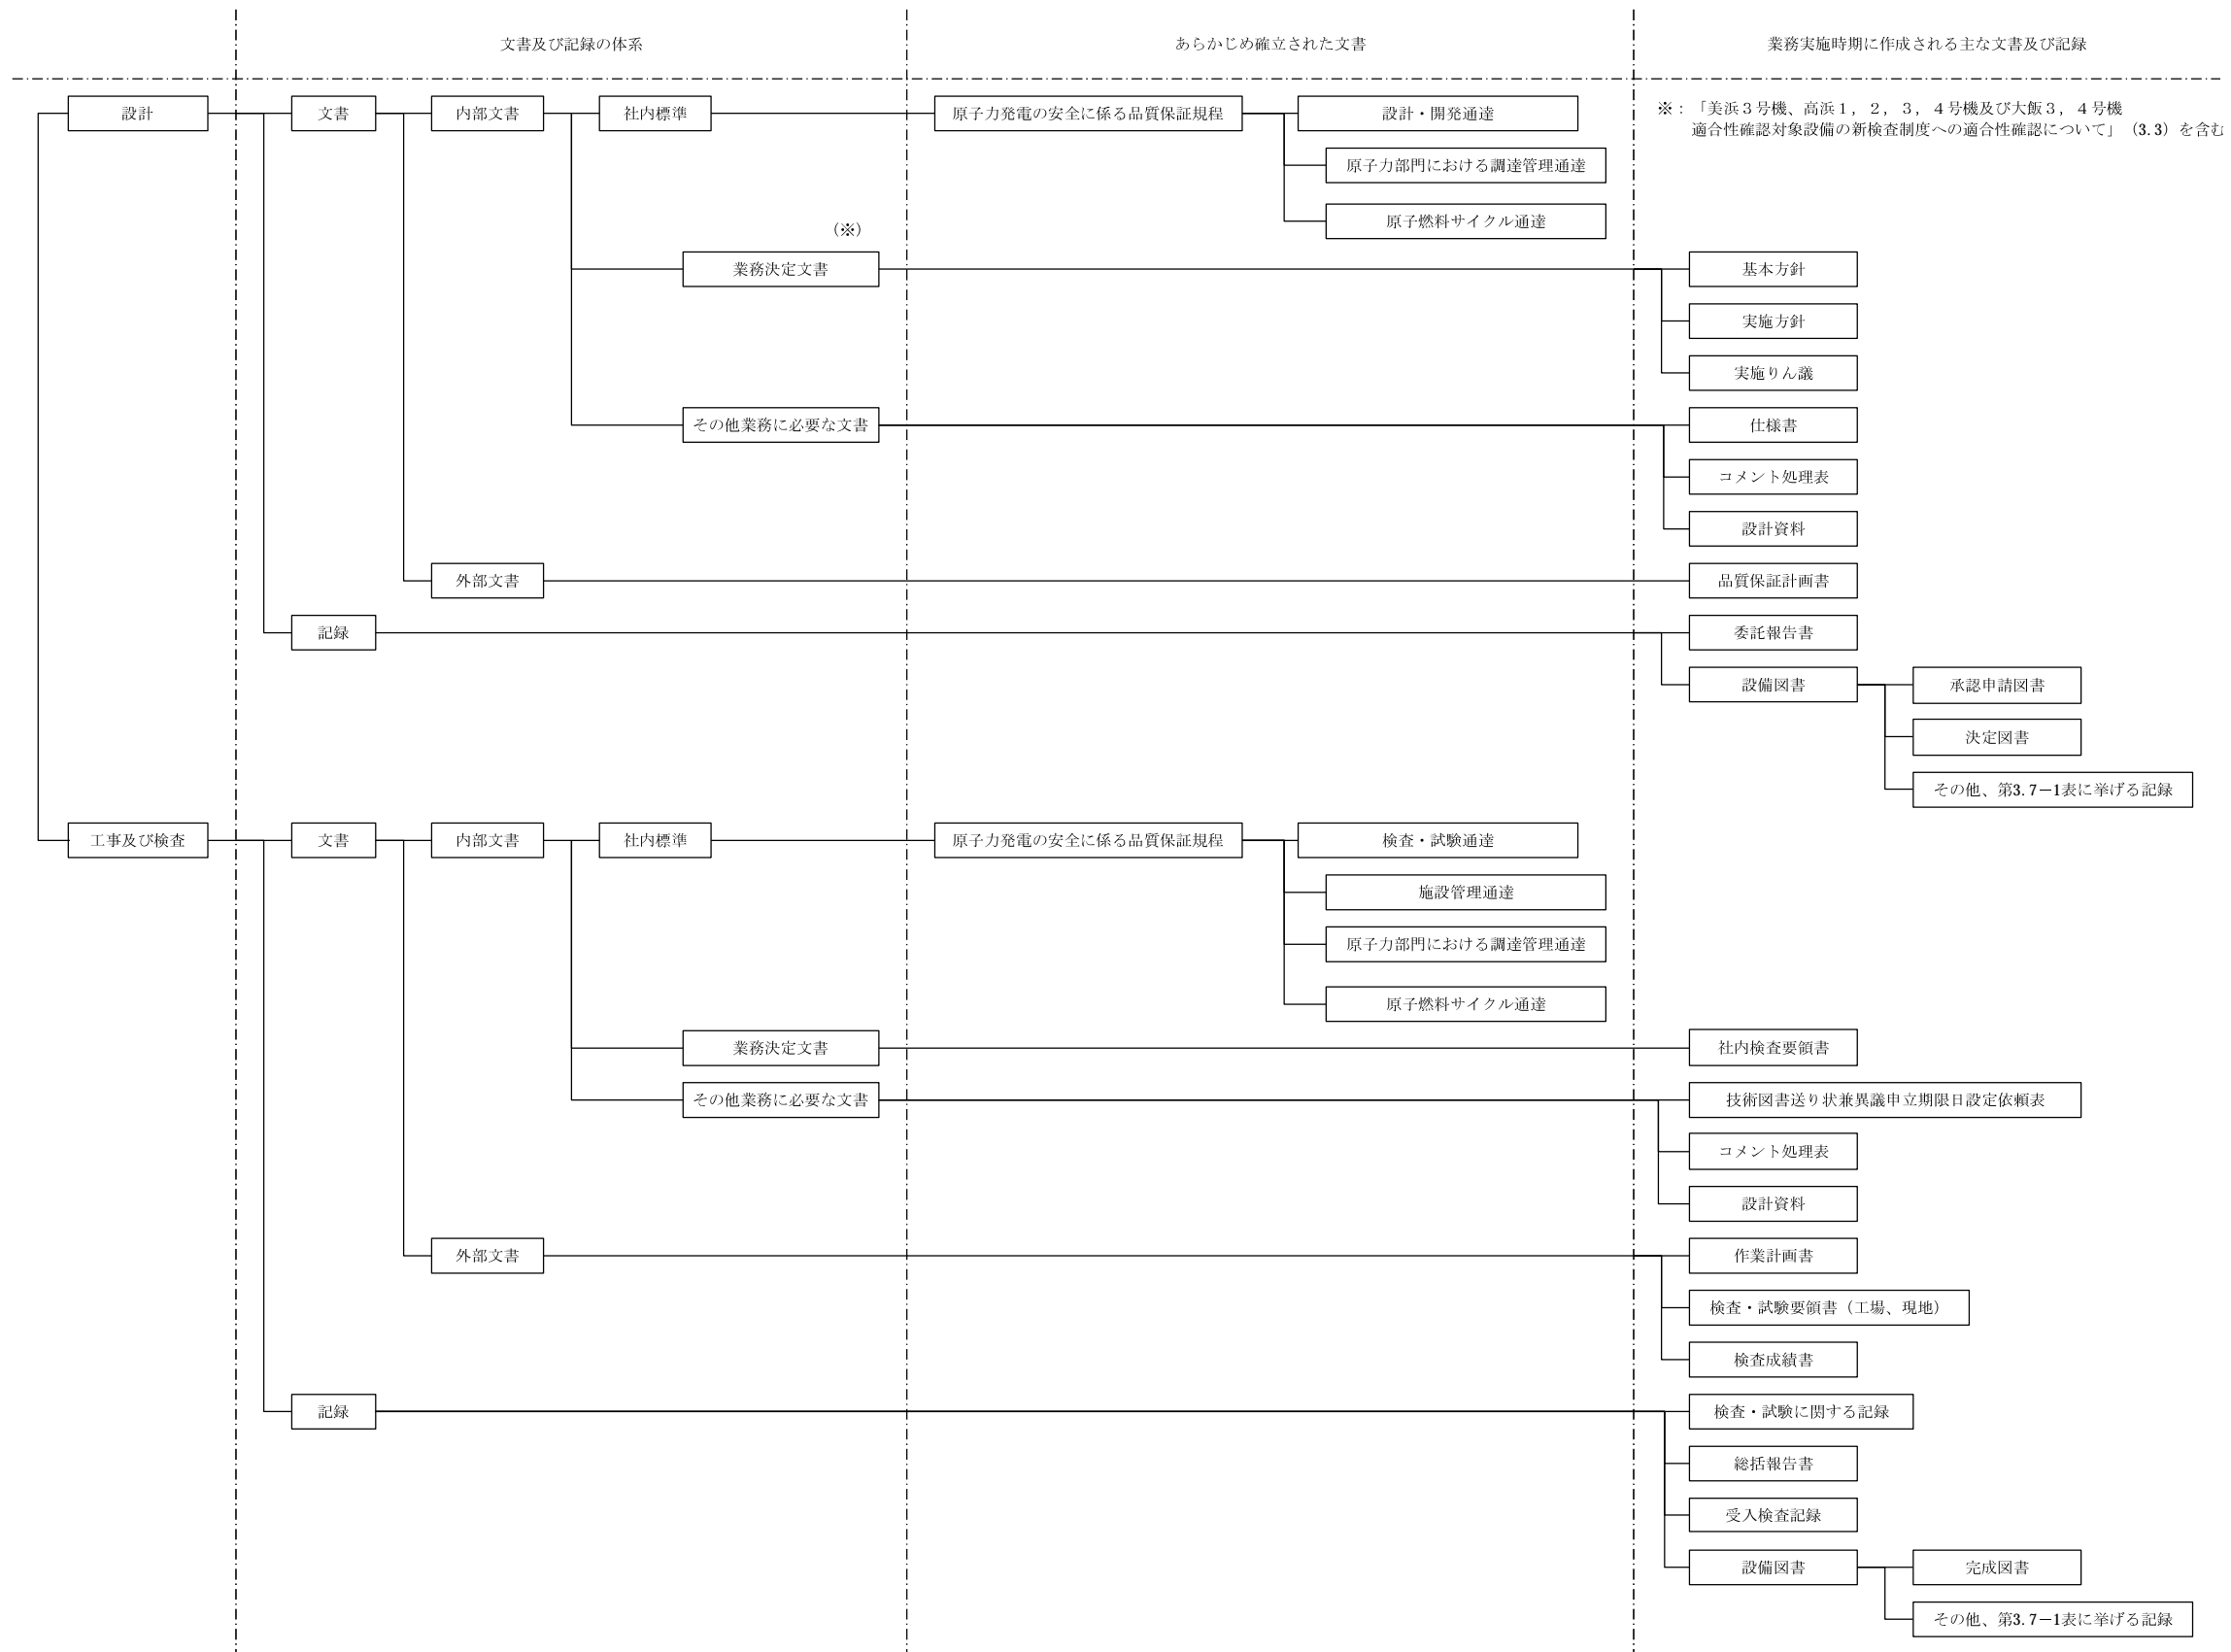 文書及び記録の体系
あらかじめ確立された文書
業務実施時期に作成される主な文書及び記録
設計
文書
内部文書
社内標準
原子力発電の安全に係る品質保証規程
設計・開発通達
※：「美浜３号機、高浜１，２，３，４号機及び大飯３，４号機
適合性確認対象設備の新検査制度への適合性確認について」（3.3）を含む
原子力部門における調達管理通達
原子燃料サイクル通達
（※）
業務決定文書
基本方針
実施方針
実施りん議
その他業務に必要な文書
仕様書
コメント処理表
設計資料
外部文書
品質保証計画書
記録
委託報告書
設備図書
承認申請図書
決定図書
その他、第3.7－1表に挙げる記録
工事及び検査
文書
内部文書
社内標準
原子力発電の安全に係る品質保証規程
検査・試験通達
施設管理通達
原子力部門における調達管理通達
原子燃料サイクル通達
業務決定文書
社内検査要領書
その他業務に必要な文書
技術図書送り状兼異議申立期限日設定依頼表
コメント処理表
設計資料
外部文書
作業計画書
検査・試験要領書（工場、現地）
検査成績書
記録
検査・試験に関する記録
総括報告書
受入検査記録
設備図書
完成図書
その他、第3.7－1表に挙げる記録